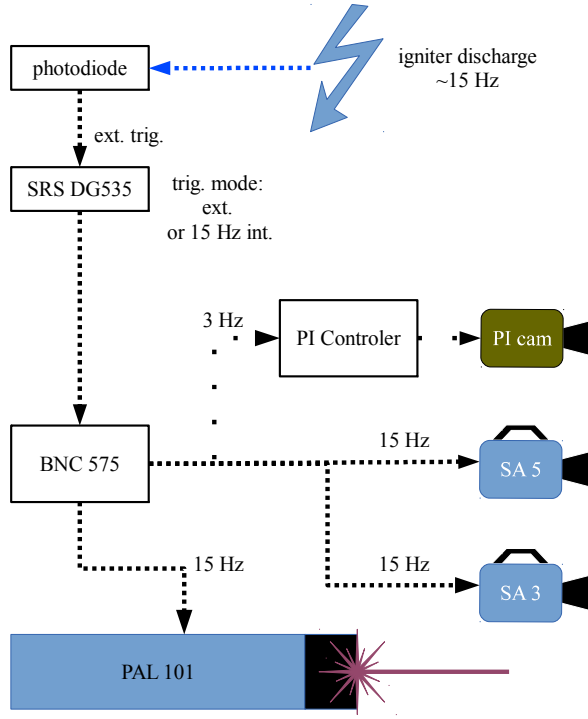 photodiode
igniter discharge
~15 Hz
ext. trig.
SRS DG535
trig. mode:
ext.
or 15 Hz int.
3 Hz
PI Controler
PI cam
BNC 575
15 Hz
SA 5
15 Hz
15 Hz
SA 3
PAL 101